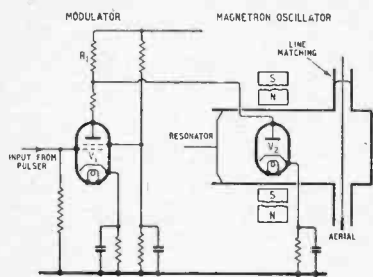 MODULATOR
MAGNETRON OSCILLATOR
LINE
MATCHING
R1
S
N
RESONATOR
V1
V2
INPUT FROM
PULSER
S
N
AERIAL